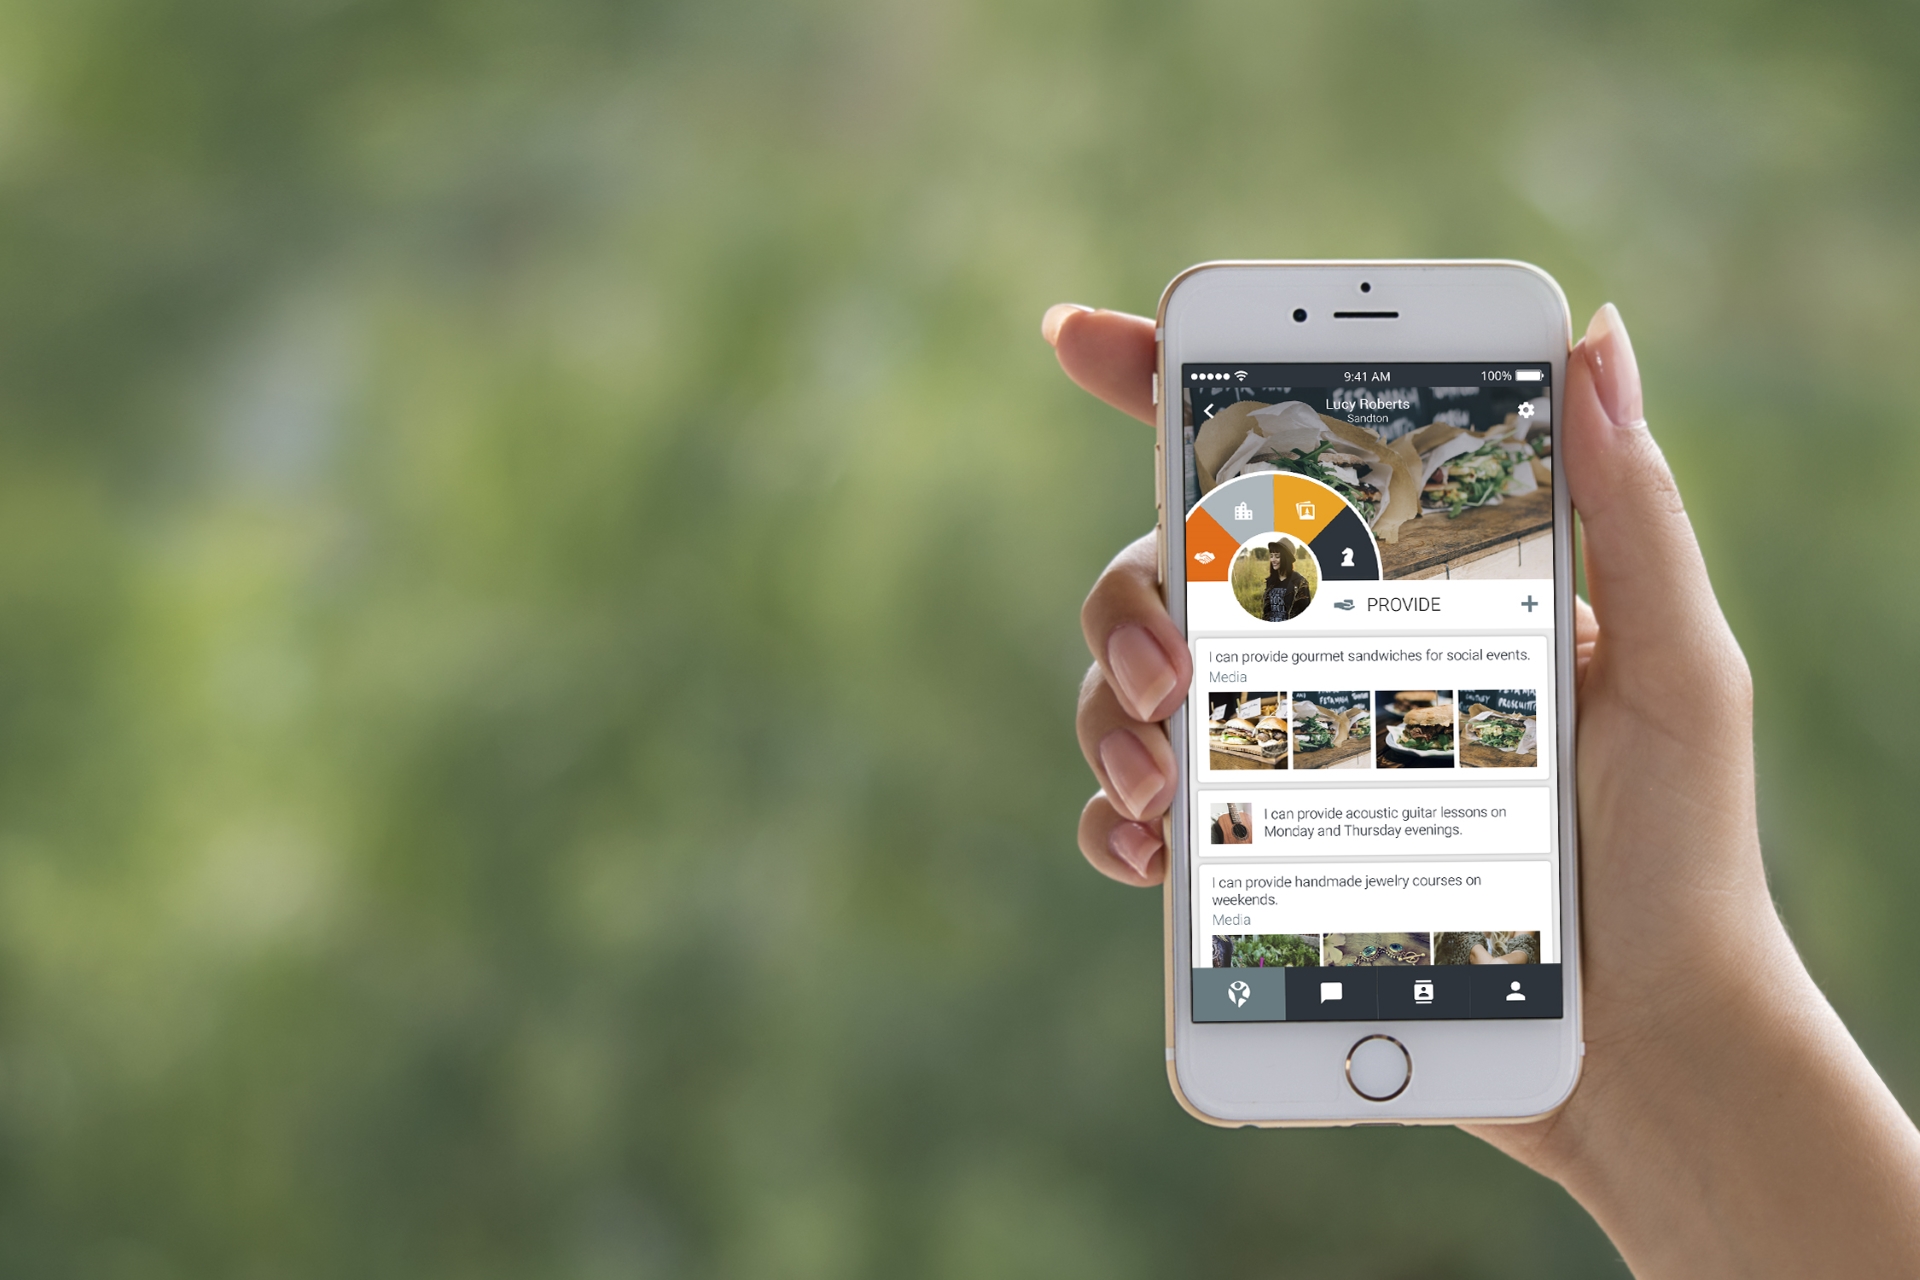 9:41 AM
100%
Lucy Roberts
Sandton
PROVIDE
I can provide gourmet sandwiches for social events.
Media
I can provide acoustic guitar lessons on
Monday and Thursday evenings.
I can provide handmade jewelry courses on
weekends.
Media